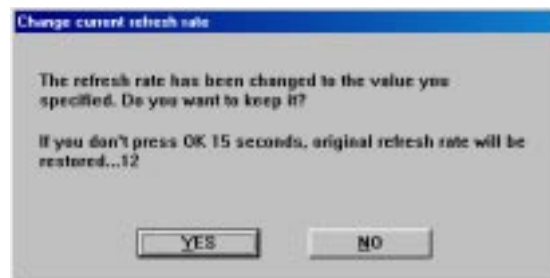 Change current refresh rate
The refresh rate has been changed to the value you
specified. Do you want to keep it?
If you don't press OK 15 seconds, original refresh rate will be
restored...12
YES
NO